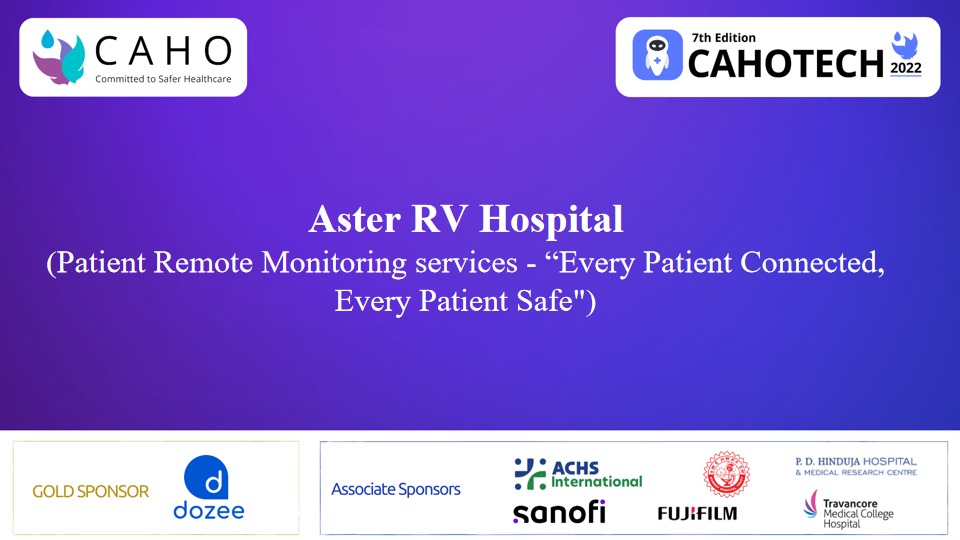 CAHO
Committed to Safer Healthcare
7th Edition
CAHOTECH 2022
Aster RV Hospital
(Patient Remote Monitoring services - “Every Patient Connected,
Every Patient Safe")
GOLD SPONSOR
d
dozee
Associate Sponsors
ACHS
International
sanofi
FUJIFILM
P. D. HINDUJA HOSPITAL
& MEDICAL RESEARCH CENTRE
Travancore
Medical College
Hospital